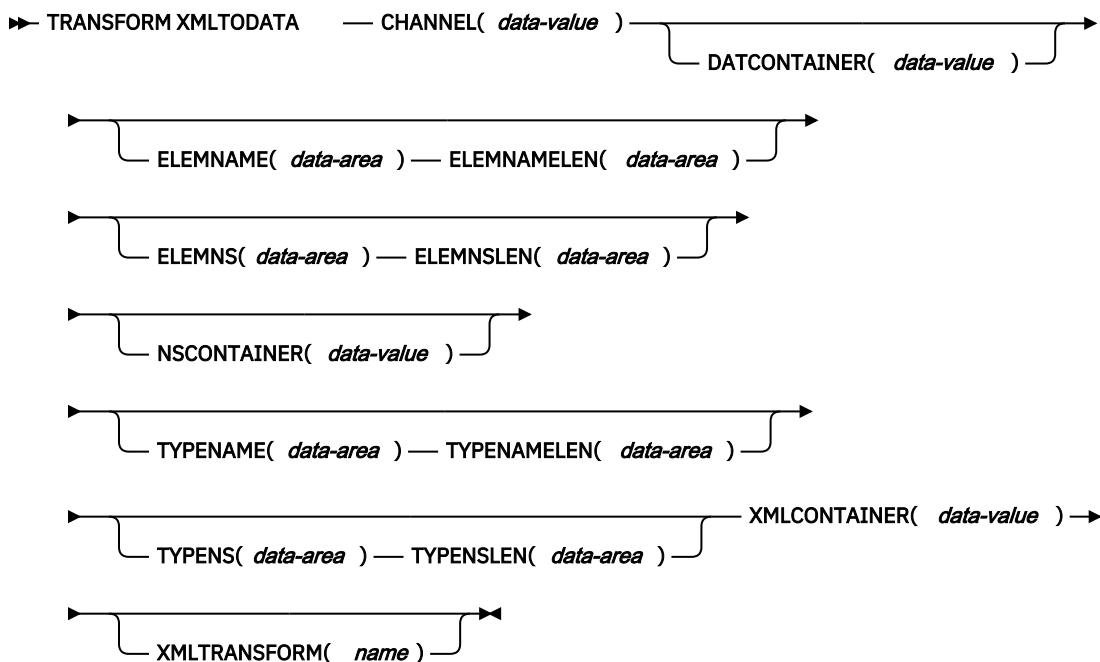 TRANSFORM XMLTODATA CHANNEL( data-value )
DATCONTAINER( data-value )
ELEMNAME( data-area ) ELEMNAMELEN( data-area )
ELEMNS( data-area ) ELEMNSLEN( data-area )
NSCONTAINER( data-value )
TYPENAME( data-area ) TYPENAMELEN( data-area )
XMLCONTAINER( data-value )
TYPENS( data-area ) TYPENSLEN( data-area )
XMLTRANSFORM( name )